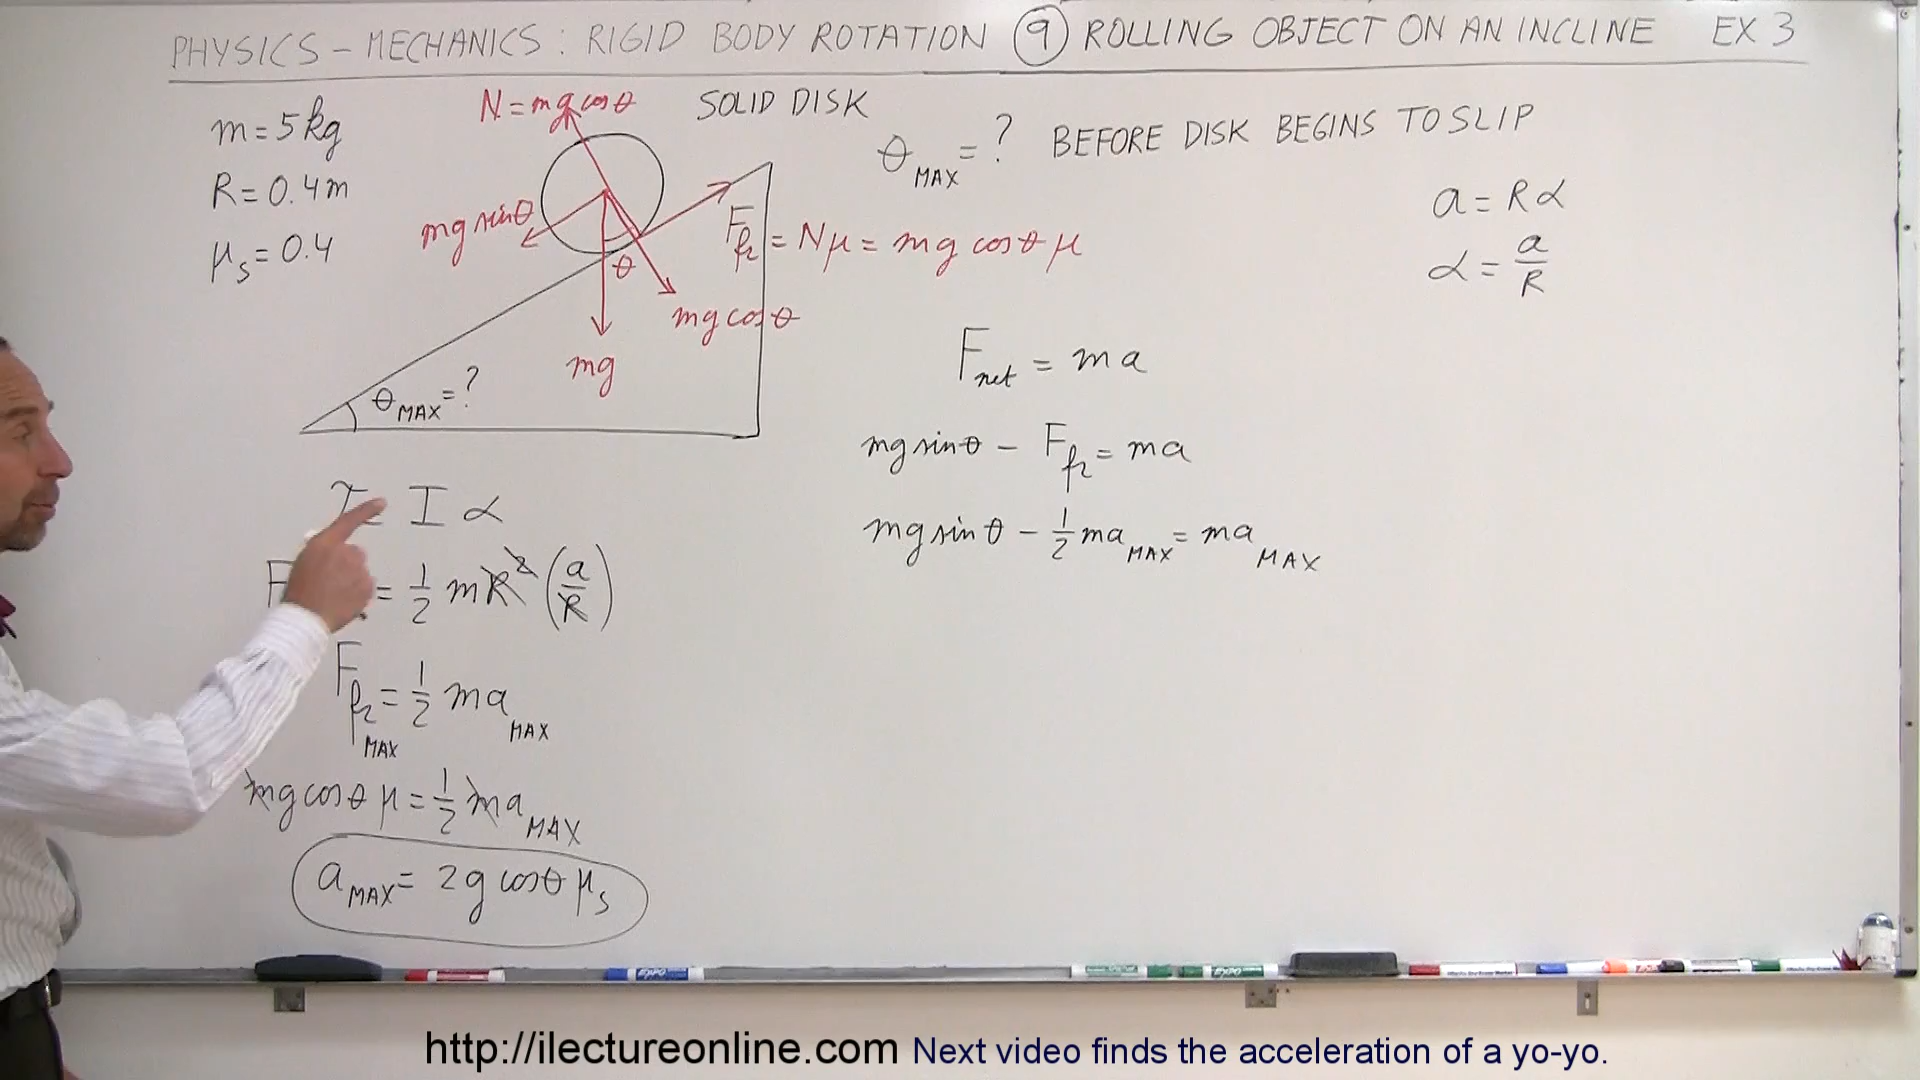 PHYSICS - MECHANICS : RIGID BODY ROTATION ⑨ ROLLING OBJECT ON AN INCLINE EX 3
m = 5 kg
R = 0.4 m
μs = 0.4
N = mg cos θ
SOLID DISK
θMAX = ? BEFORE DISK BEGINS TO SLIP
mg sin θ
θ
mg cos θ
mg
θMAX = ?
Ffr = Nμ = mg cos θ μ
a = Rα
α = a/R
Fnet = ma
mg sin θ - Ffr = ma
mg sin θ - 1/2 maMAX = maMAX
τ = I α
F = 1/2 mR² (a/R)
Ffr MAX = 1/2 maMAX
mg cos θ μ = 1/2 maMAX
aMAX = 2g cos θ μs
EXPO
EXPO
http://ilectureonline.com Next video finds the acceleration of a yo-yo.